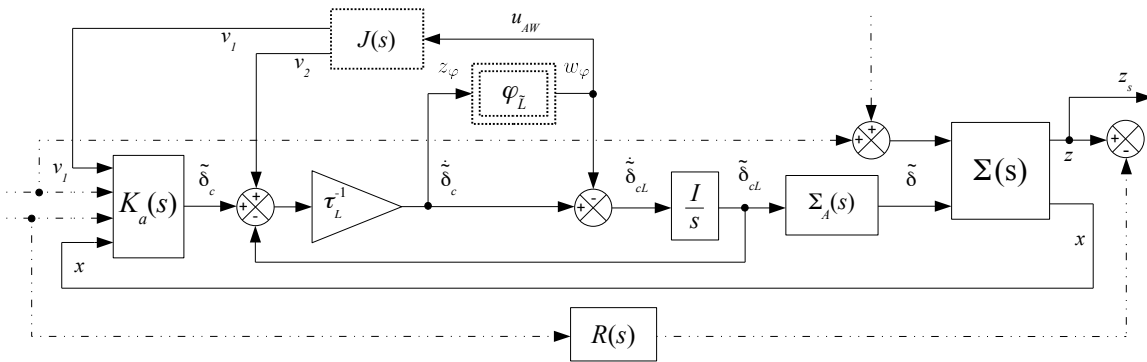 u_AW
v_1
J(s)
v_2
z_φ
w_φ
φ_L̃
z_s
+
+
z
-
v_1
K_a(s)
δ̃_c
+
+
-
τ_L^-1
δ̃̇_c
+
-
δ̃̇_cL
I
s
δ̃_cL
Σ_A(s)
δ̃
Σ(s)
x
x
R(s)